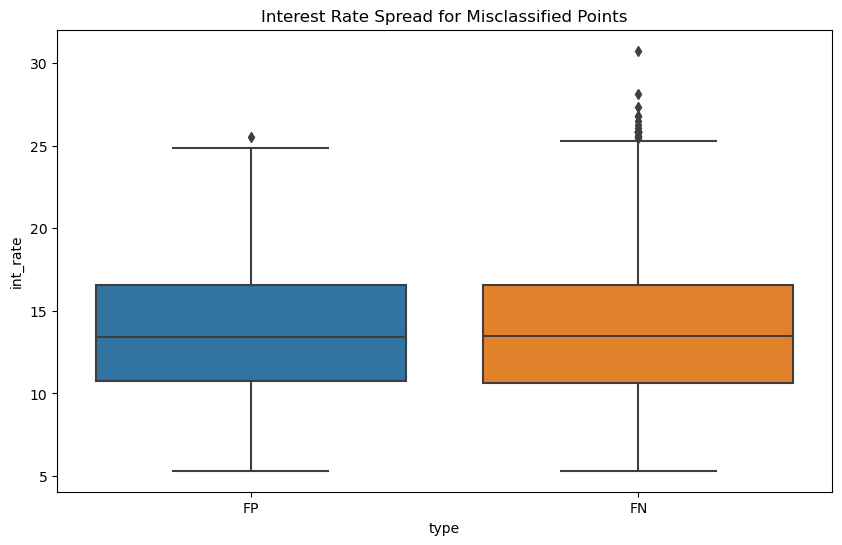 Interest Rate Spread for Misclassified Points
int_rate
30
25
20
15
10
5
FP
FN
type